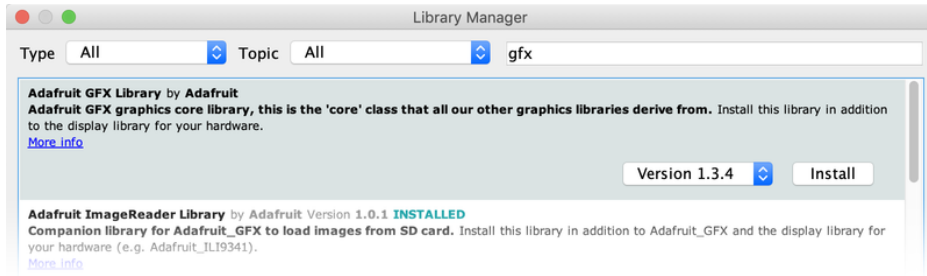 Library Manager
Type All Topic All gfx
Adafruit GFX Library by Adafruit
Adafruit GFX graphics core library, this is the 'core' class that all our other graphics libraries derive from. Install this library in addition
to the display library for your hardware.
More info
Version 1.3.4 Install
Adafruit ImageReader Library by Adafruit Version 1.0.1 INSTALLED
Companion library for Adafruit_GFX to load images from SD card. Install this library in addition to Adafruit_GFX and the display library for
your hardware (e.g. Adafruit_ILI9341).
More info